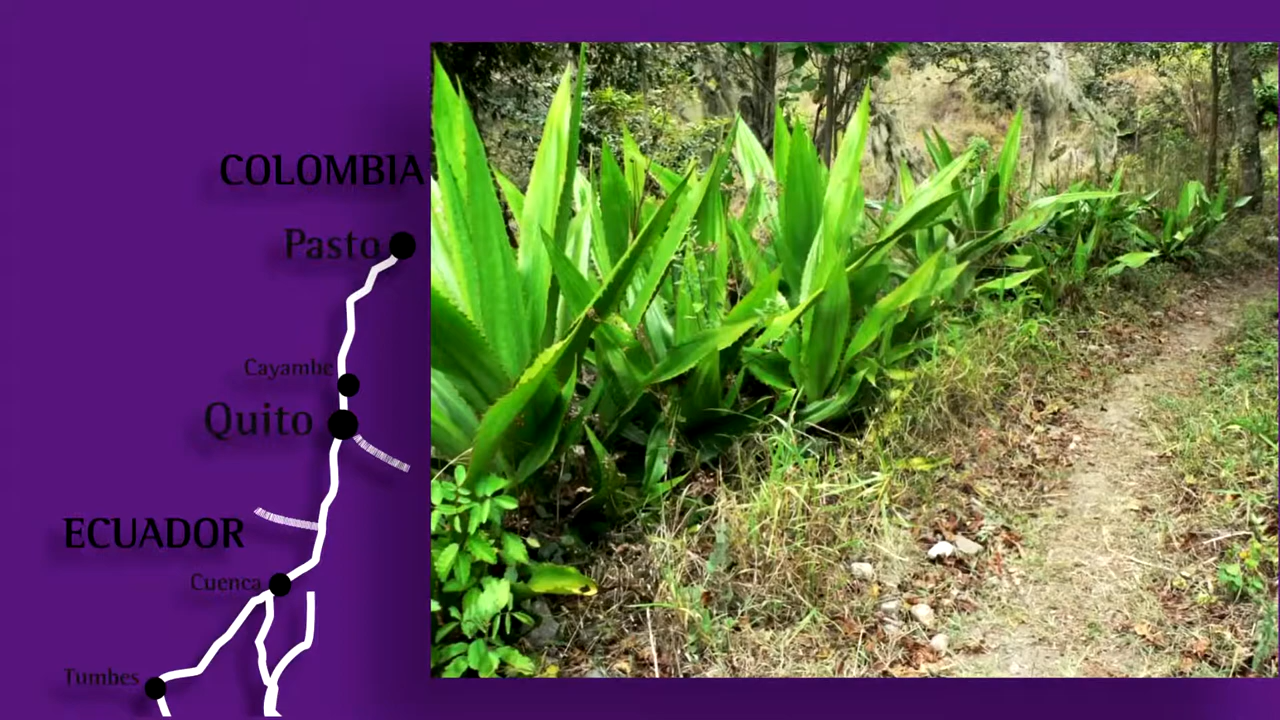 COLOMBIA
Pasto
Cayambe
Quito
ECUADOR
Cuenca
Tumbes